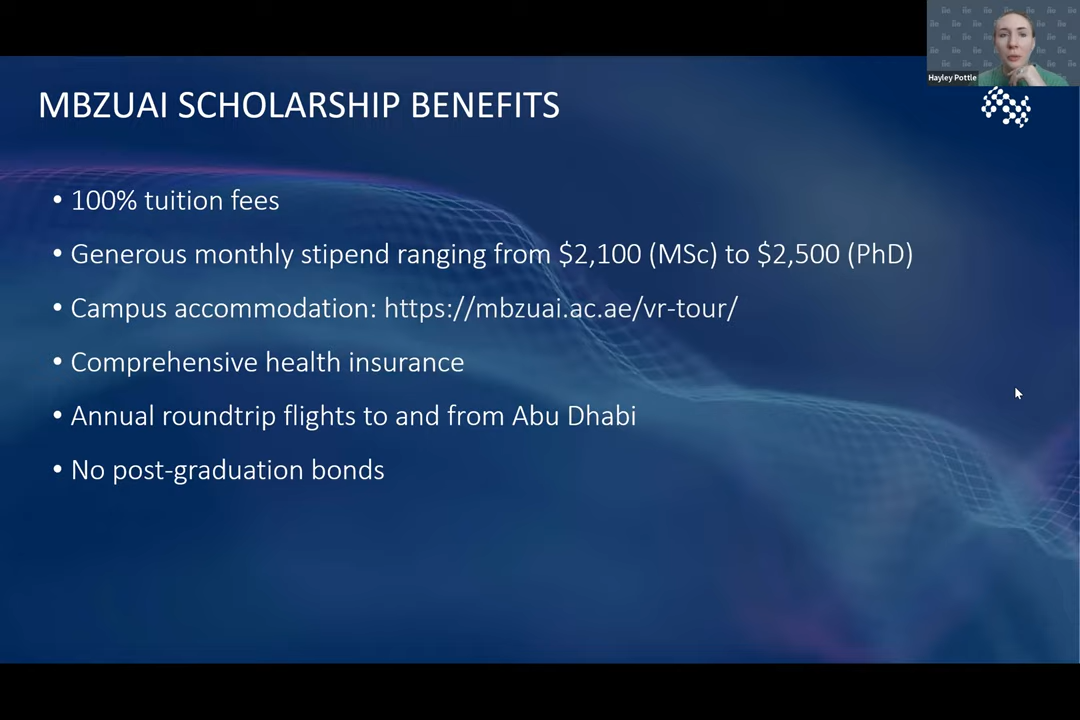 Hayley Pottle
MBZUAI SCHOLARSHIP BENEFITS
• 100% tuition fees
• Generous monthly stipend ranging from $2,100 (MSc) to $2,500 (PhD)
• Campus accommodation: https://mbzuai.ac.ae/vr-tour/
• Comprehensive health insurance
• Annual roundtrip flights to and from Abu Dhabi
• No post-graduation bonds